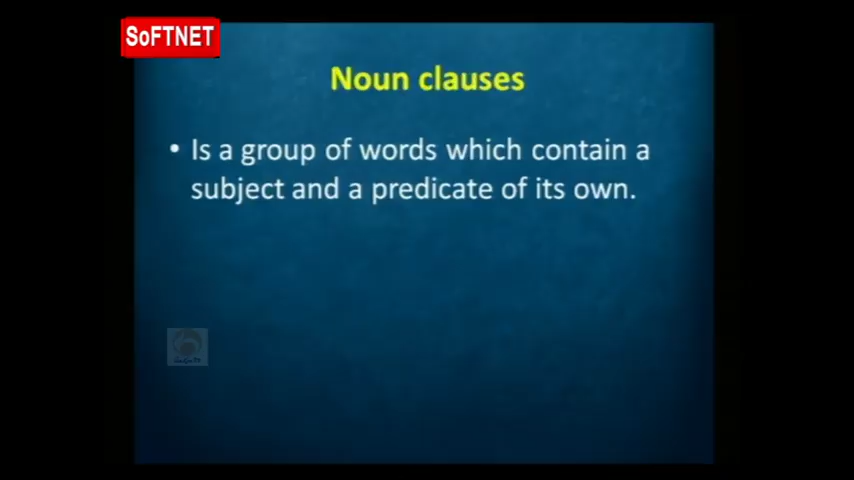 SoFTNET
Noun clauses
• Is a group of words which contain a
subject and a predicate of its own.